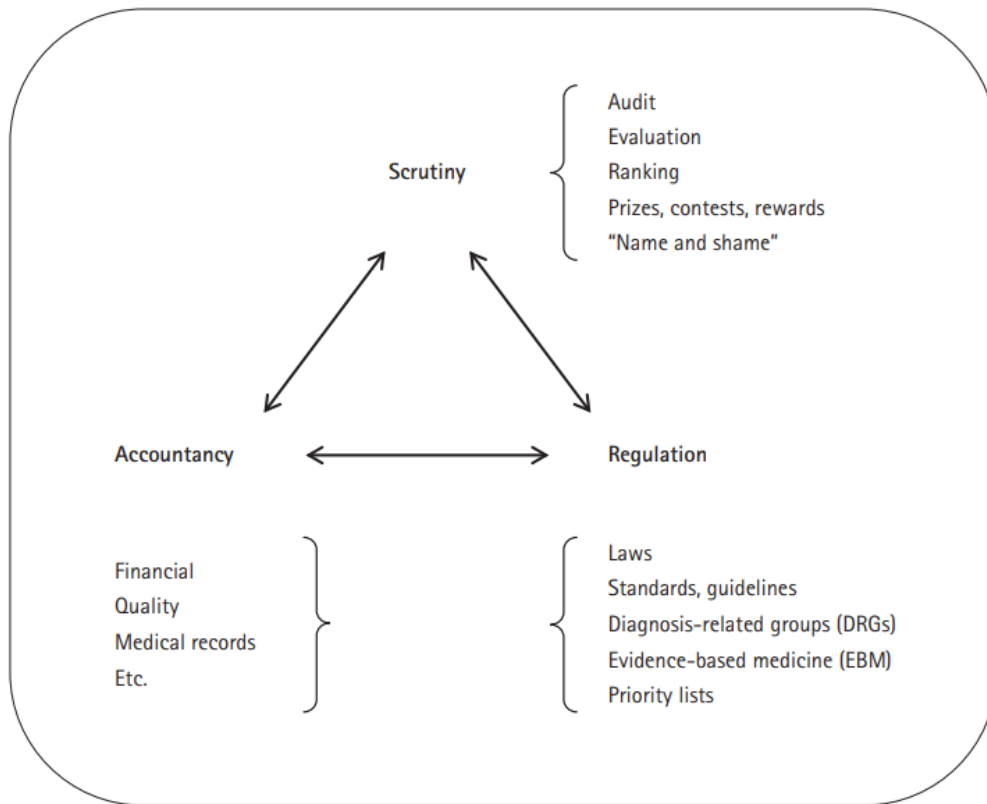 Audit
Evaluation
Scrutiny
Ranking
Prizes, contests, rewards
“Name and shame”
Accountancy
Regulation
Financial
Quality
Medical records
Etc.
Laws
Standards, guidelines
Diagnosis-related groups (DRGs)
Evidence-based medicine (EBM)
Priority lists